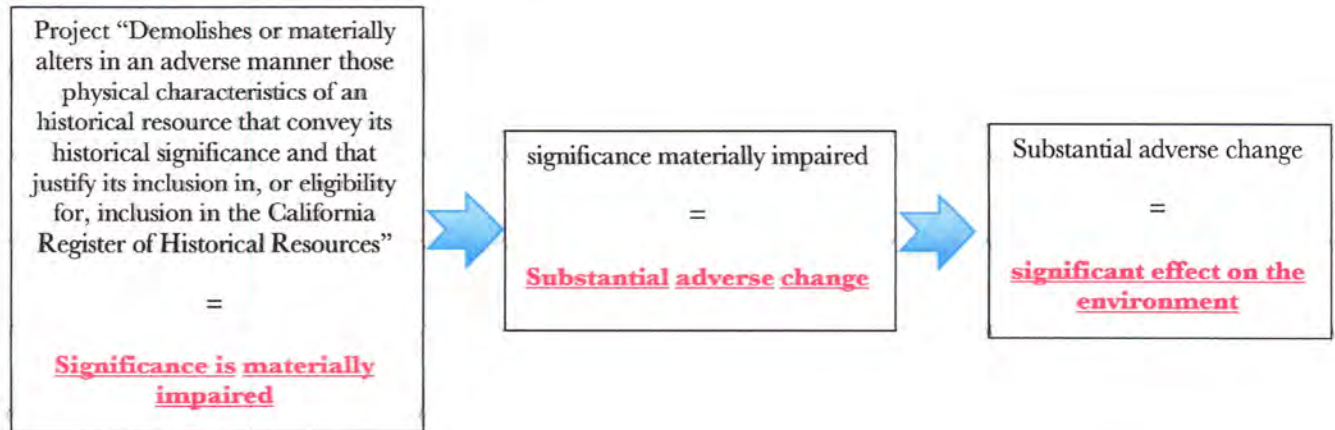 Project “Demolishes or materially
alters in an adverse manner those
physical characteristics of an
historical resource that convey its
historical significance and that
justify its inclusion in, or eligibility
for, inclusion in the California
Register of Historical Resources”
=
Significance is materially
impaired
significance materially impaired
=
Substantial adverse change
Substantial adverse change
=
significant effect on the
environment